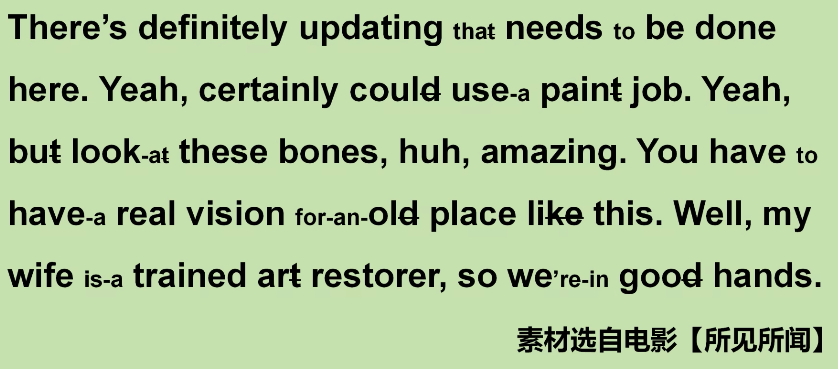 There's definitely updating that needs to be done
here. Yeah, certainly could use-a paint job. Yeah,
but look-at these bones, huh, amazing. You have to
have-a real vision for-an-old place like this. Well, my
wife is-a trained art restorer, so we're-in good hands.
素材选自电影【所见所闻】